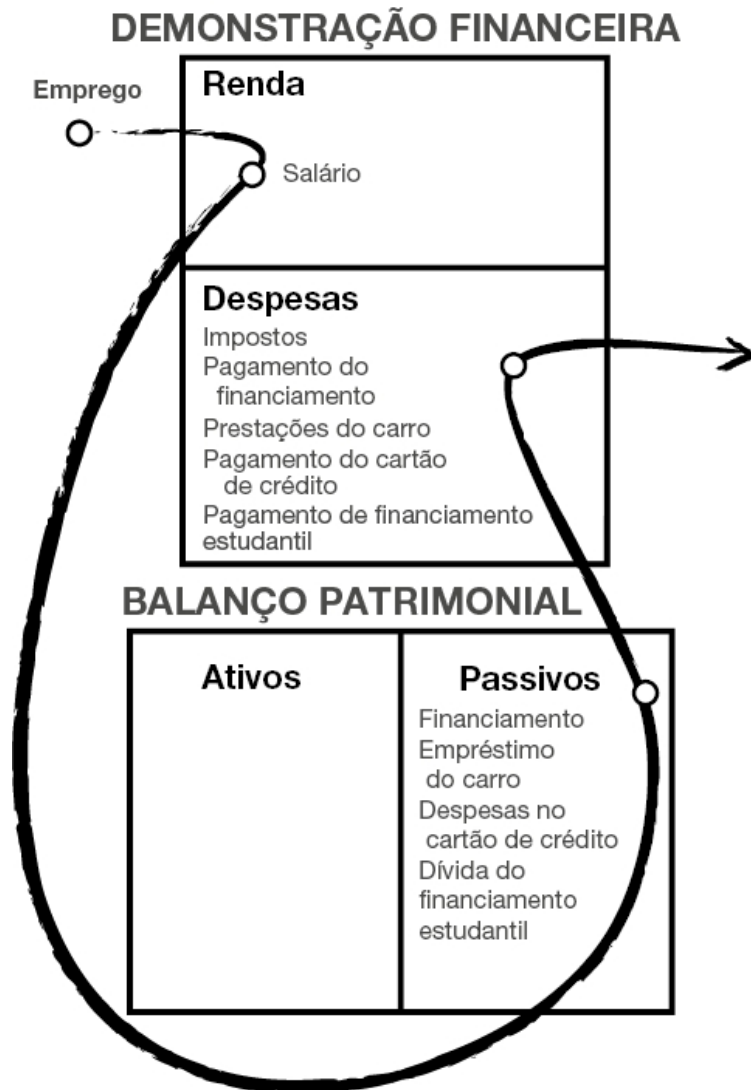 DEMONSTRAÇÃO FINANCEIRA
Emprego
Renda
Salário
Despesas
Impostos
Pagamento do
financiamento
Prestações do carro
Pagamento do cartão
de crédito
Pagamento de financiamento
estudantil
BALANÇO PATRIMONIAL
Ativos
Passivos
Financiamento
Empréstimo
do carro
Despesas no
cartão de crédito
Dívida do
financiamento
estudantil